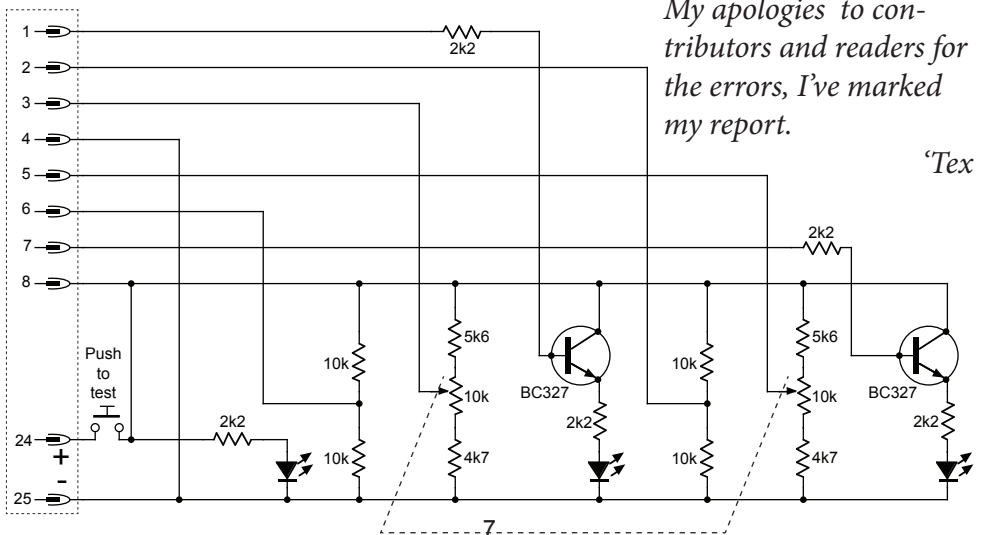 My apologies to con-
tributors and readers for
the errors, I've marked
my report.
‘Tex
1
2k2
2
3
4
5
6
7
2k2
8
5k6
5k6
Push
to
test
10k
10k
10k
10k
BC327
BC327
2k2
2k2
24
2k2
+
10k
4k7
10k
4k7
-
25
7